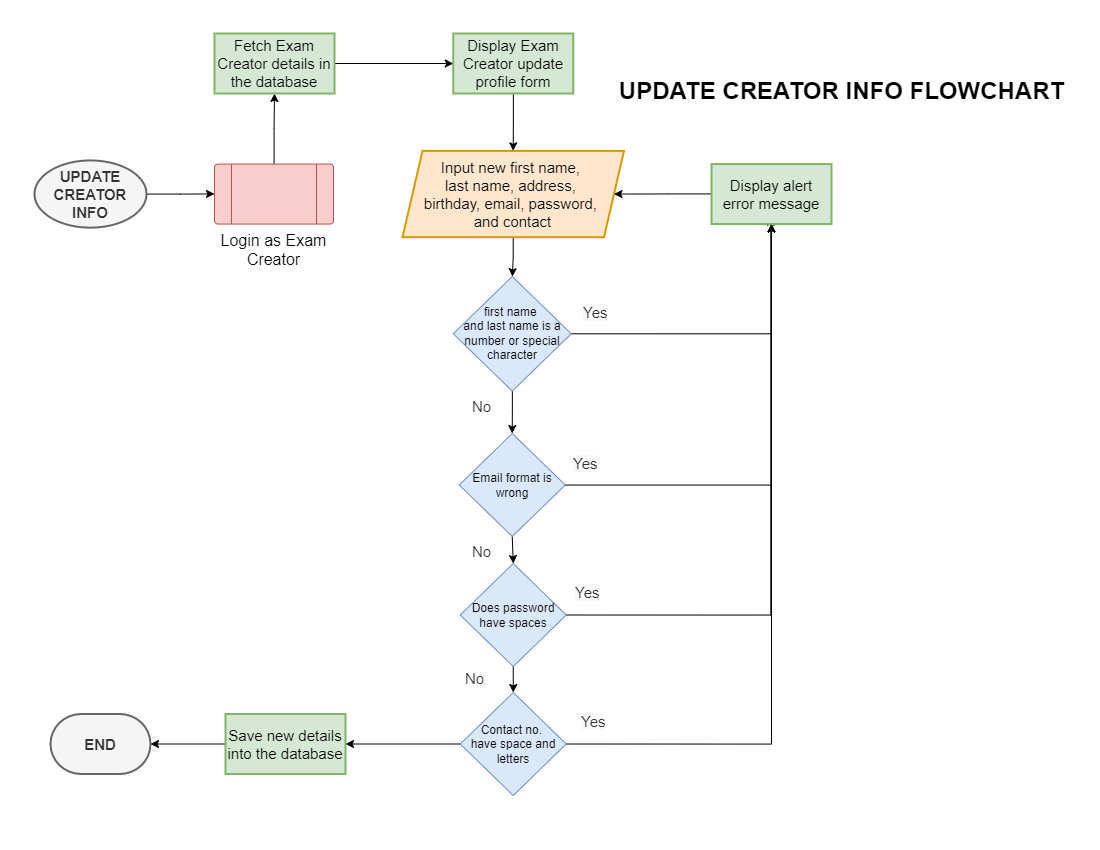 UPDATE CREATOR INFO FLOWCHART
UPDATE
CREATOR
INFO
Login as Exam
Creator
Fetch Exam
Creator details in
the database
Display Exam
Creator update
profile form
Input new first name,
last name, address,
birthday, email, password,
and contact
Display alert
error message
first name
and last name is a
number or special
character
Yes
No
Email format is
wrong
Yes
No
Does password
have spaces
Yes
No
Contact no.
have space and
letters
Yes
Save new details
into the database
END